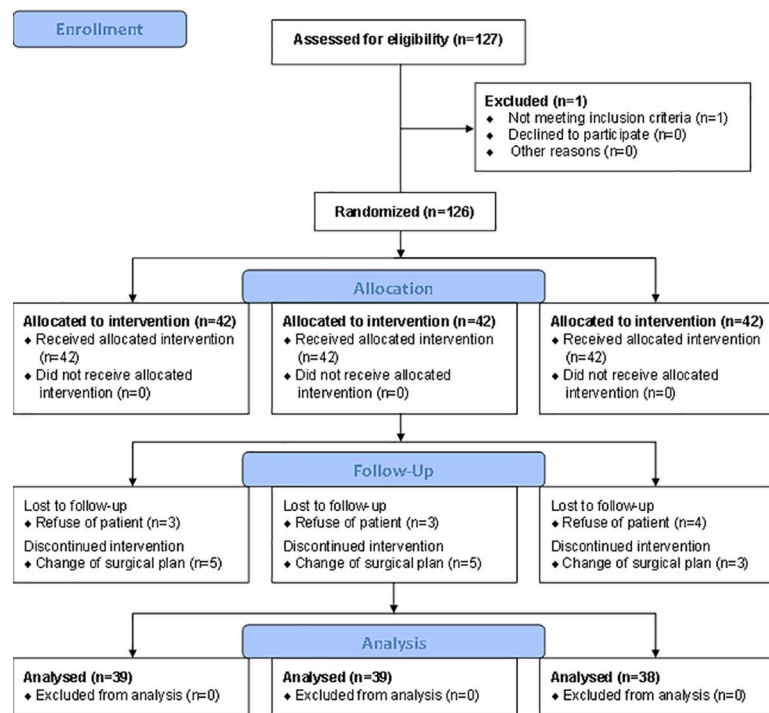 Enrollment
Assessed for eligibility (n=127)
Excluded (n=1)
◆ Not meeting inclusion criteria (n=1)
◆ Declined to participate (n=0)
◆ Other reasons (n=0)
Randomized (n=126)
Allocation
Allocated to intervention (n=42)
◆ Received allocated intervention
(n=42)
◆ Did not receive allocated
intervention (n=0)
Allocated to intervention (n=42)
◆ Received allocated intervention
(n=42)
◆ Did not receive allocated
intervention (n=0)
Allocated to intervention (n=42)
◆ Received allocated intervention
(n=42)
◆ Did not receive allocated
intervention (n=0)
Follow-Up
Lost to follow-up
◆ Refuse of patient (n=3)
Discontinued intervention
◆ Change of surgical plan (n=5)
Lost to follow-up
◆ Refuse of patient (n=3)
Discontinued intervention
◆ Change of surgical plan (n=5)
Lost to follow-up
◆ Refuse of patient (n=4)
Discontinued intervention
◆ Change of surgical plan (n=3)
Analysis
Analysed (n=39)
◆ Excluded from analysis (n=0)
Analysed (n=39)
◆ Excluded from analysis (n=0)
Analysed (n=38)
◆ Excluded from analysis (n=0)